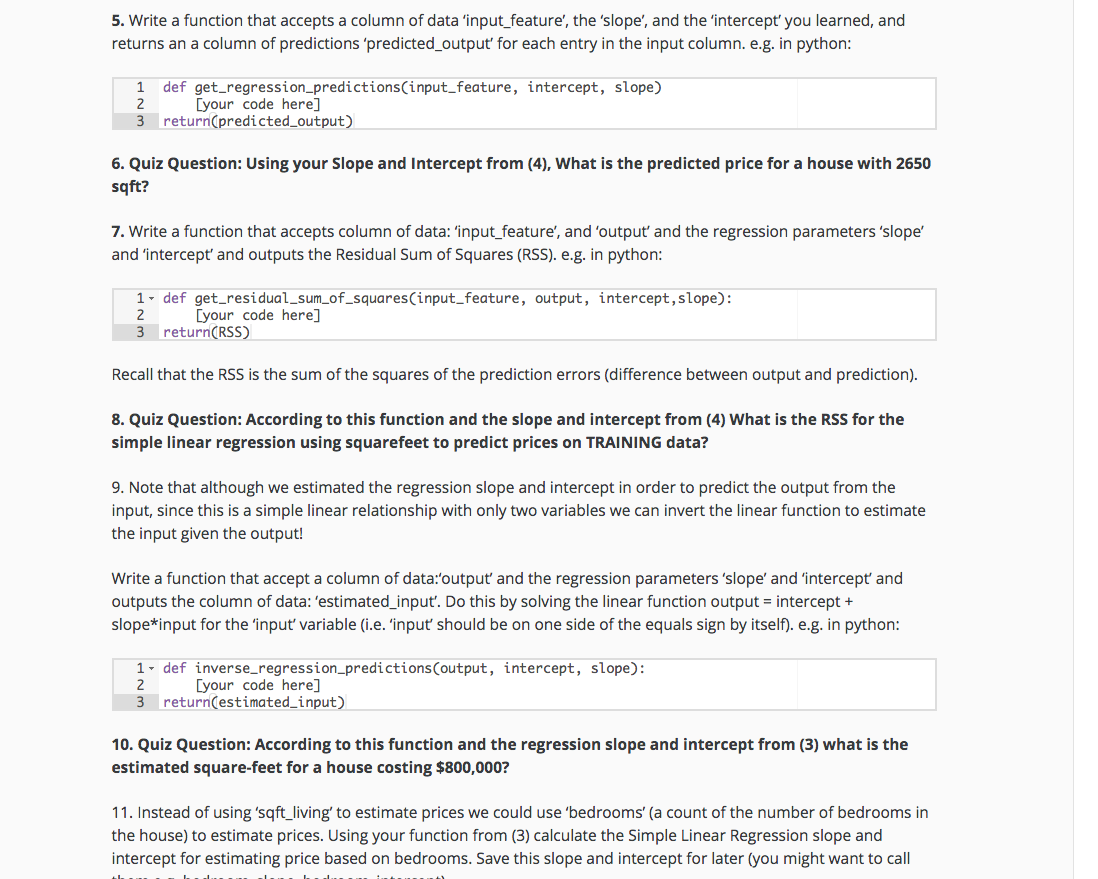 5. Write a function that accepts a column of data ‘input_feature’, the ‘slope’, and the ‘intercept’ you learned, and
returns an a column of predictions ‘predicted_output’ for each entry in the input column. e.g. in python:
1 def get_regression_predictions(input_feature, intercept, slope)
2 [your code here]
3 return(predicted_output)
6. Quiz Question: Using your Slope and Intercept from (4), What is the predicted price for a house with 2650
sqft?
7. Write a function that accepts column of data: ‘input_feature’, and ‘output’ and the regression parameters ‘slope’
and ‘intercept’ and outputs the Residual Sum of Squares (RSS). e.g. in python:
1 def get_residual_sum_of_squares(input_feature, output, intercept,slope):
2 [your code here]
3 return(RSS)
Recall that the RSS is the sum of the squares of the prediction errors (difference between output and prediction).
8. Quiz Question: According to this function and the slope and intercept from (4) What is the RSS for the
simple linear regression using squarefeet to predict prices on TRAINING data?
9. Note that although we estimated the regression slope and intercept in order to predict the output from the
input, since this is a simple linear relationship with only two variables we can invert the linear function to estimate
the input given the output!
Write a function that accept a column of data:‘output’ and the regression parameters ‘slope’ and ‘intercept’ and
outputs the column of data: ‘estimated_input’. Do this by solving the linear function output = intercept +
slope*input for the ‘input’ variable (i.e. ‘input’ should be on one side of the equals sign by itself). e.g. in python:
1 def inverse_regression_predictions(output, intercept, slope):
2 [your code here]
3 return(estimated_input)
10. Quiz Question: According to this function and the regression slope and intercept from (3) what is the
estimated square-feet for a house costing $800,000?
11. Instead of using ‘sqft_living’ to estimate prices we could use ‘bedrooms’ (a count of the number of bedrooms in
the house) to estimate prices. Using your function from (3) calculate the Simple Linear Regression slope and
intercept for estimating price based on bedrooms. Save this slope and intercept for later (you might want to call